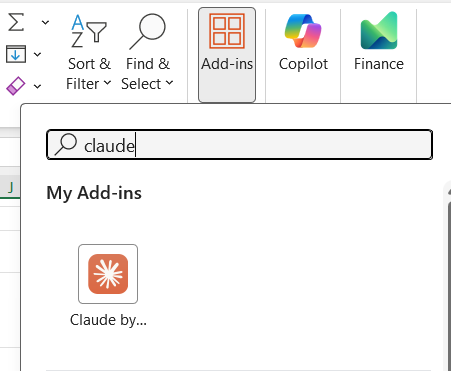 Sort &
Filter
Find &
Select
Add-ins
Copilot
Finance
claude
J
My Add-ins
Claude by...